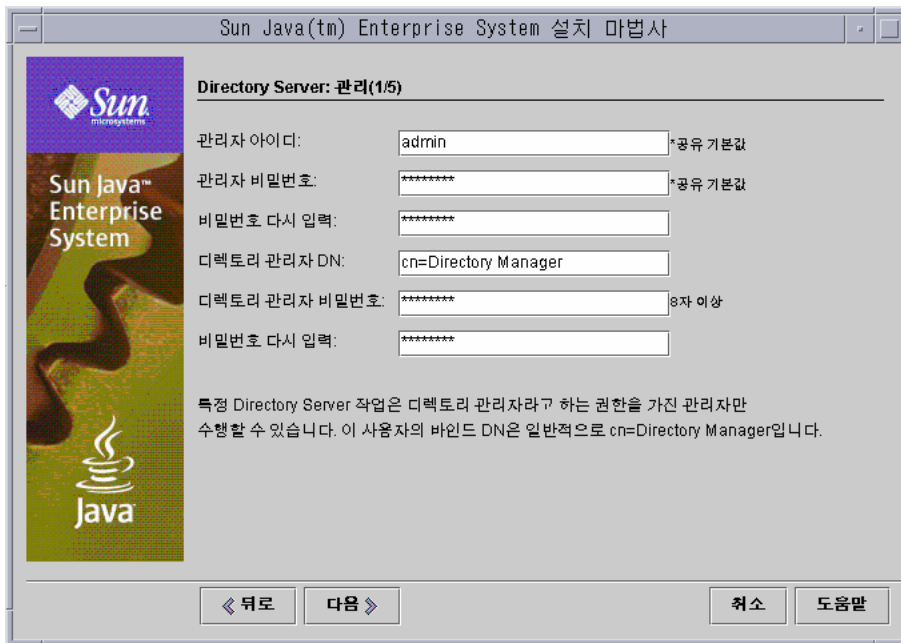 Sun Java(tm) Enterprise System 설치 마법사
Sun
microsystems
Sun Java™
Enterprise
System
Java
Directory Server: 관리(1/5)
관리자 아이디: admin *공유 기본값
관리자 비밀번호: ******** *공유 기본값
비밀번호 다시 입력: ********
디렉토리 관리자 DN: cn=Directory Manager
디렉토리 관리자 비밀번호: ******** 8자 이상
비밀번호 다시 입력: ********
특정 Directory Server 작업은 디렉토리 관리자라고 하는 권한을 가진 관리자만
수행할 수 있습니다. 이 사용자의 바인드 DN은 일반적으로 cn=Directory Manager입니다.
뒤로 다음 취소 도움말